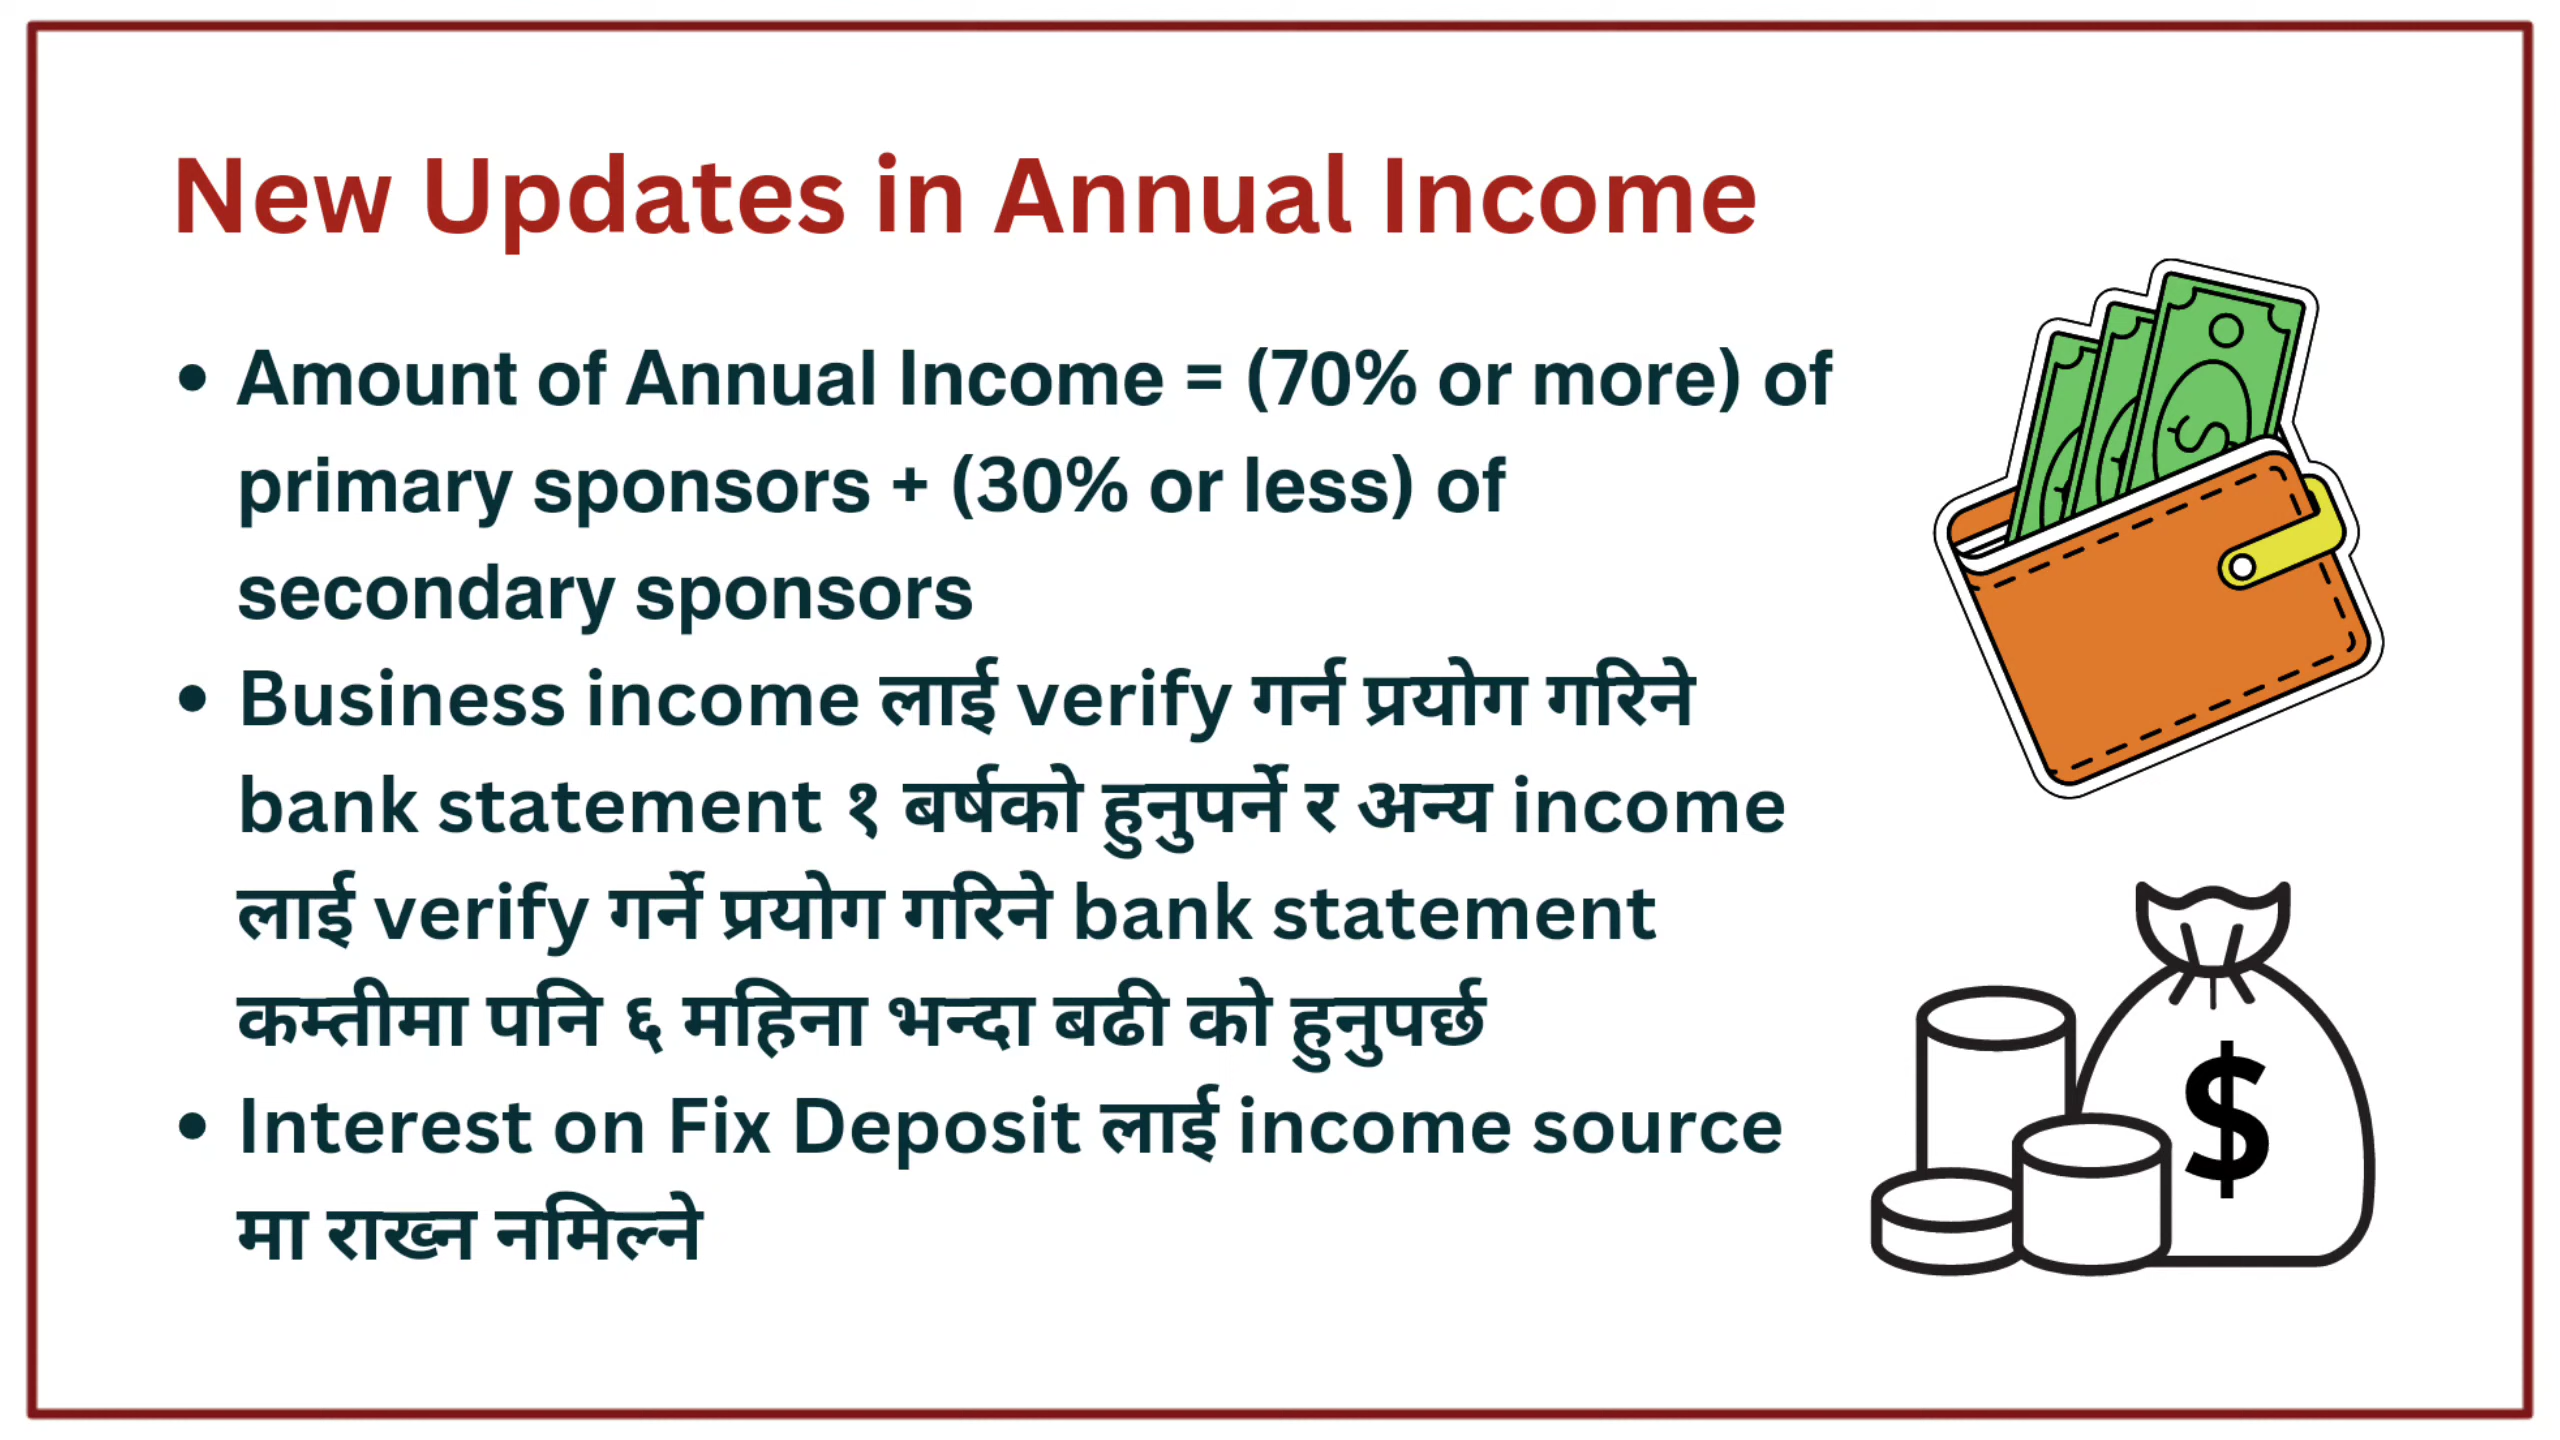 New Updates in Annual Income
• Amount of Annual Income = (70% or more) of
primary sponsors + (30% or less) of
secondary sponsors
• Business income लाई verify गर्न प्रयोग गरिने
bank statement १ बर्षको हुनुपर्ने र अन्य income
लाई verify गर्ने प्रयोग गरिने bank statement
कम्तीमा पनि ६ महिना भन्दा बढी को हुनुपर्छ
• Interest on Fix Deposit लाई income source
मा राख्न नमिल्ने
$